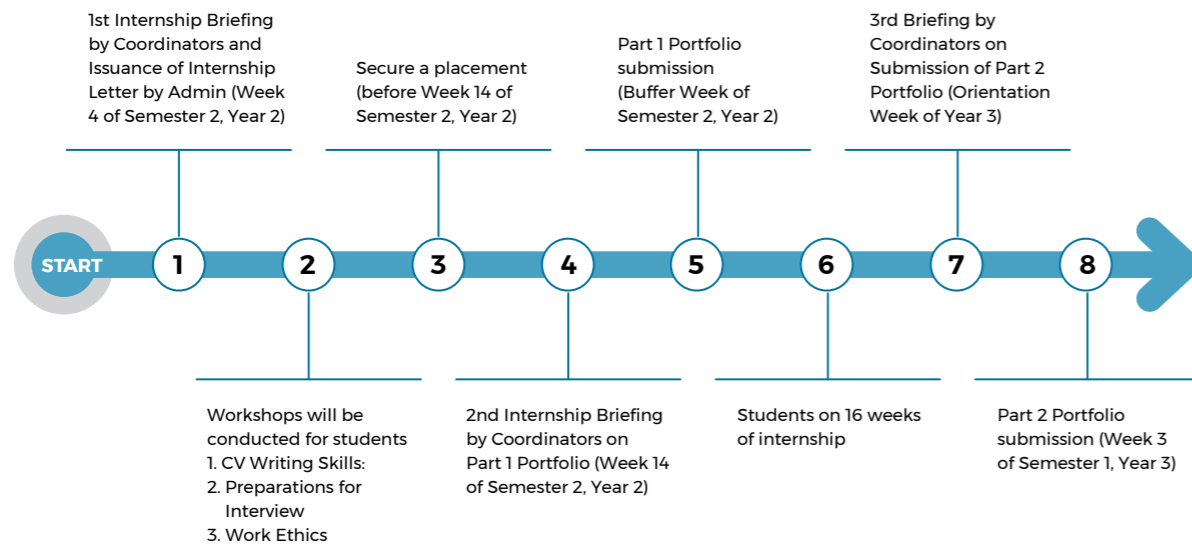 1st Internship Briefing
by Coordinators and
Issuance of Internship
Letter by Admin (Week
4 of Semester 2, Year 2)
Secure a placement
(before Week 14 of
Semester 2, Year 2)
Part 1 Portfolio
submission
(Buffer Week of
Semester 2, Year 2)
3rd Briefing by
Coordinators on
Submission of Part 2
Portfolio (Orientation
Week of Year 3)
START
1
2
3
4
5
6
7
8
Workshops will be
conducted for students
1. CV Writing Skills:
2. Preparations for
Interview
3. Work Ethics
2nd Internship Briefing
by Coordinators on
Part 1 Portfolio (Week 14
of Semester 2, Year 2)
Students on 16 weeks
of internship
Part 2 Portfolio
submission (Week 3
of Semester 1, Year 3)